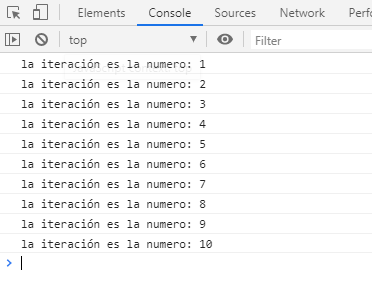 Elements Console Sources Network Perfo
top Filter
la iteración es la numero: 1
la iteración es la numero: 2
la iteración es la numero: 3
la iteración es la numero: 4
la iteración es la numero: 5
la iteración es la numero: 6
la iteración es la numero: 7
la iteración es la numero: 8
la iteración es la numero: 9
la iteración es la numero: 10